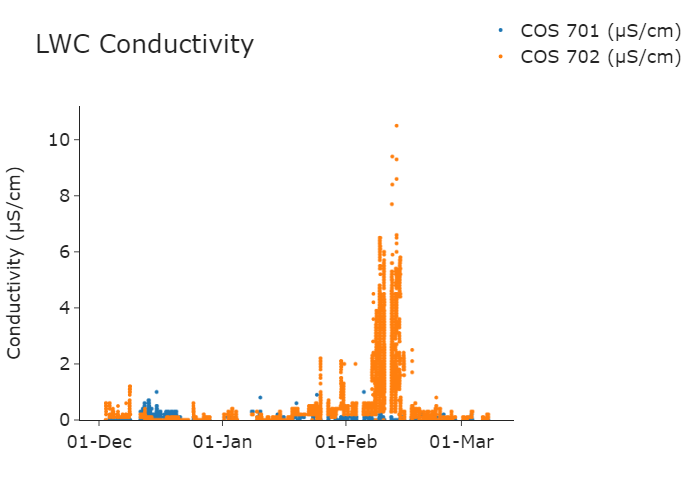 LWC Conductivity
COS 701 (µS/cm)
COS 702 (µS/cm)
Conductivity (µS/cm)
10
8
6
4
2
0
01-Dec
01-Jan
01-Feb
01-Mar